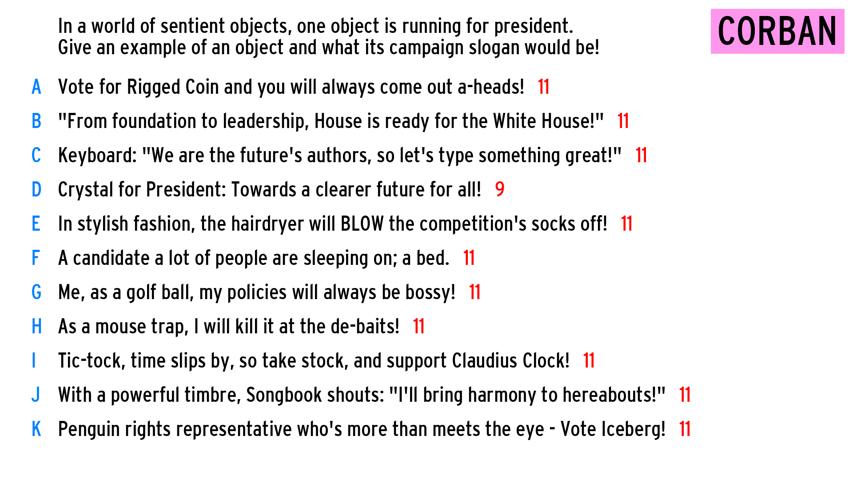 In a world of sentient objects, one object is running for president.
Give an example of an object and what its campaign slogan would be!
CORBAN
A Vote for Rigged Coin and you will always come out a-heads! 11
B "From foundation to leadership, House is ready for the White House!" 11
C Keyboard: "We are the future's authors, so let's type something great!" 11
D Crystal for President: Towards a clearer future for all! 9
E In stylish fashion, the hairdryer will BLOW the competition's socks off! 11
F A candidate a lot of people are sleeping on; a bed. 11
G Me, as a golf ball, my policies will always be bossy! 11
H As a mouse trap, I will kill it at the de-baits! 11
I Tic-tock, time slips by, so take stock, and support Claudius Clock! 11
J With a powerful timbre, Songbook shouts: "I'll bring harmony to hereabouts!" 11
K Penguin rights representative who's more than meets the eye - Vote Iceberg! 11